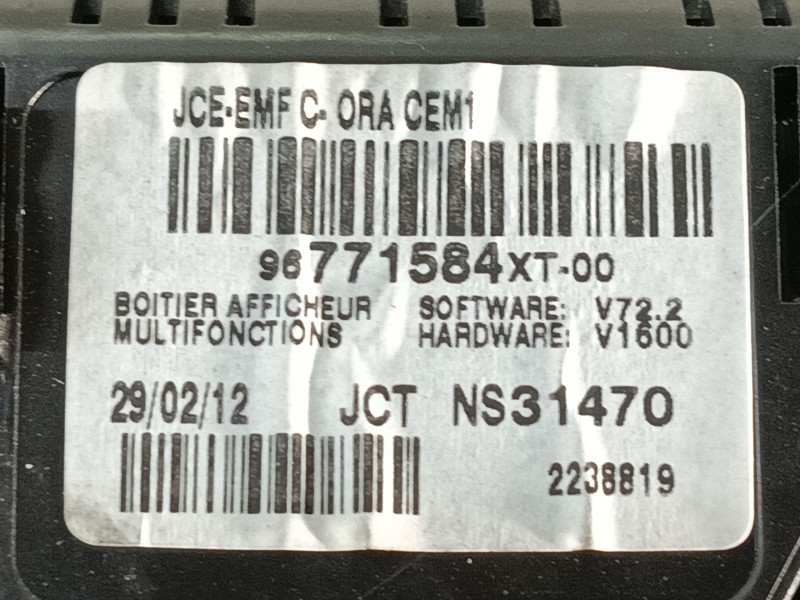 JCE-EMF C- ORA CEM1
96771584XT-00
BOITIER AFFICHEUR SOFTWARE: V72.2
MULTIFONCTIONS HARDWARE: V1600
29/02/12 JCT NS31470
2238819